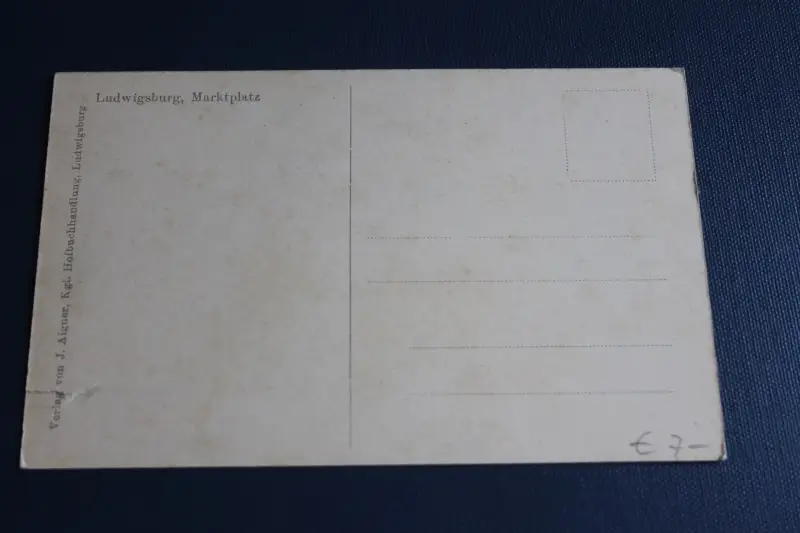 Ludwigsburg, Marktplatz
Verlag von J. Aigner, Kgl. Hofbuchhandlung, Ludwigsburg
€ 7-